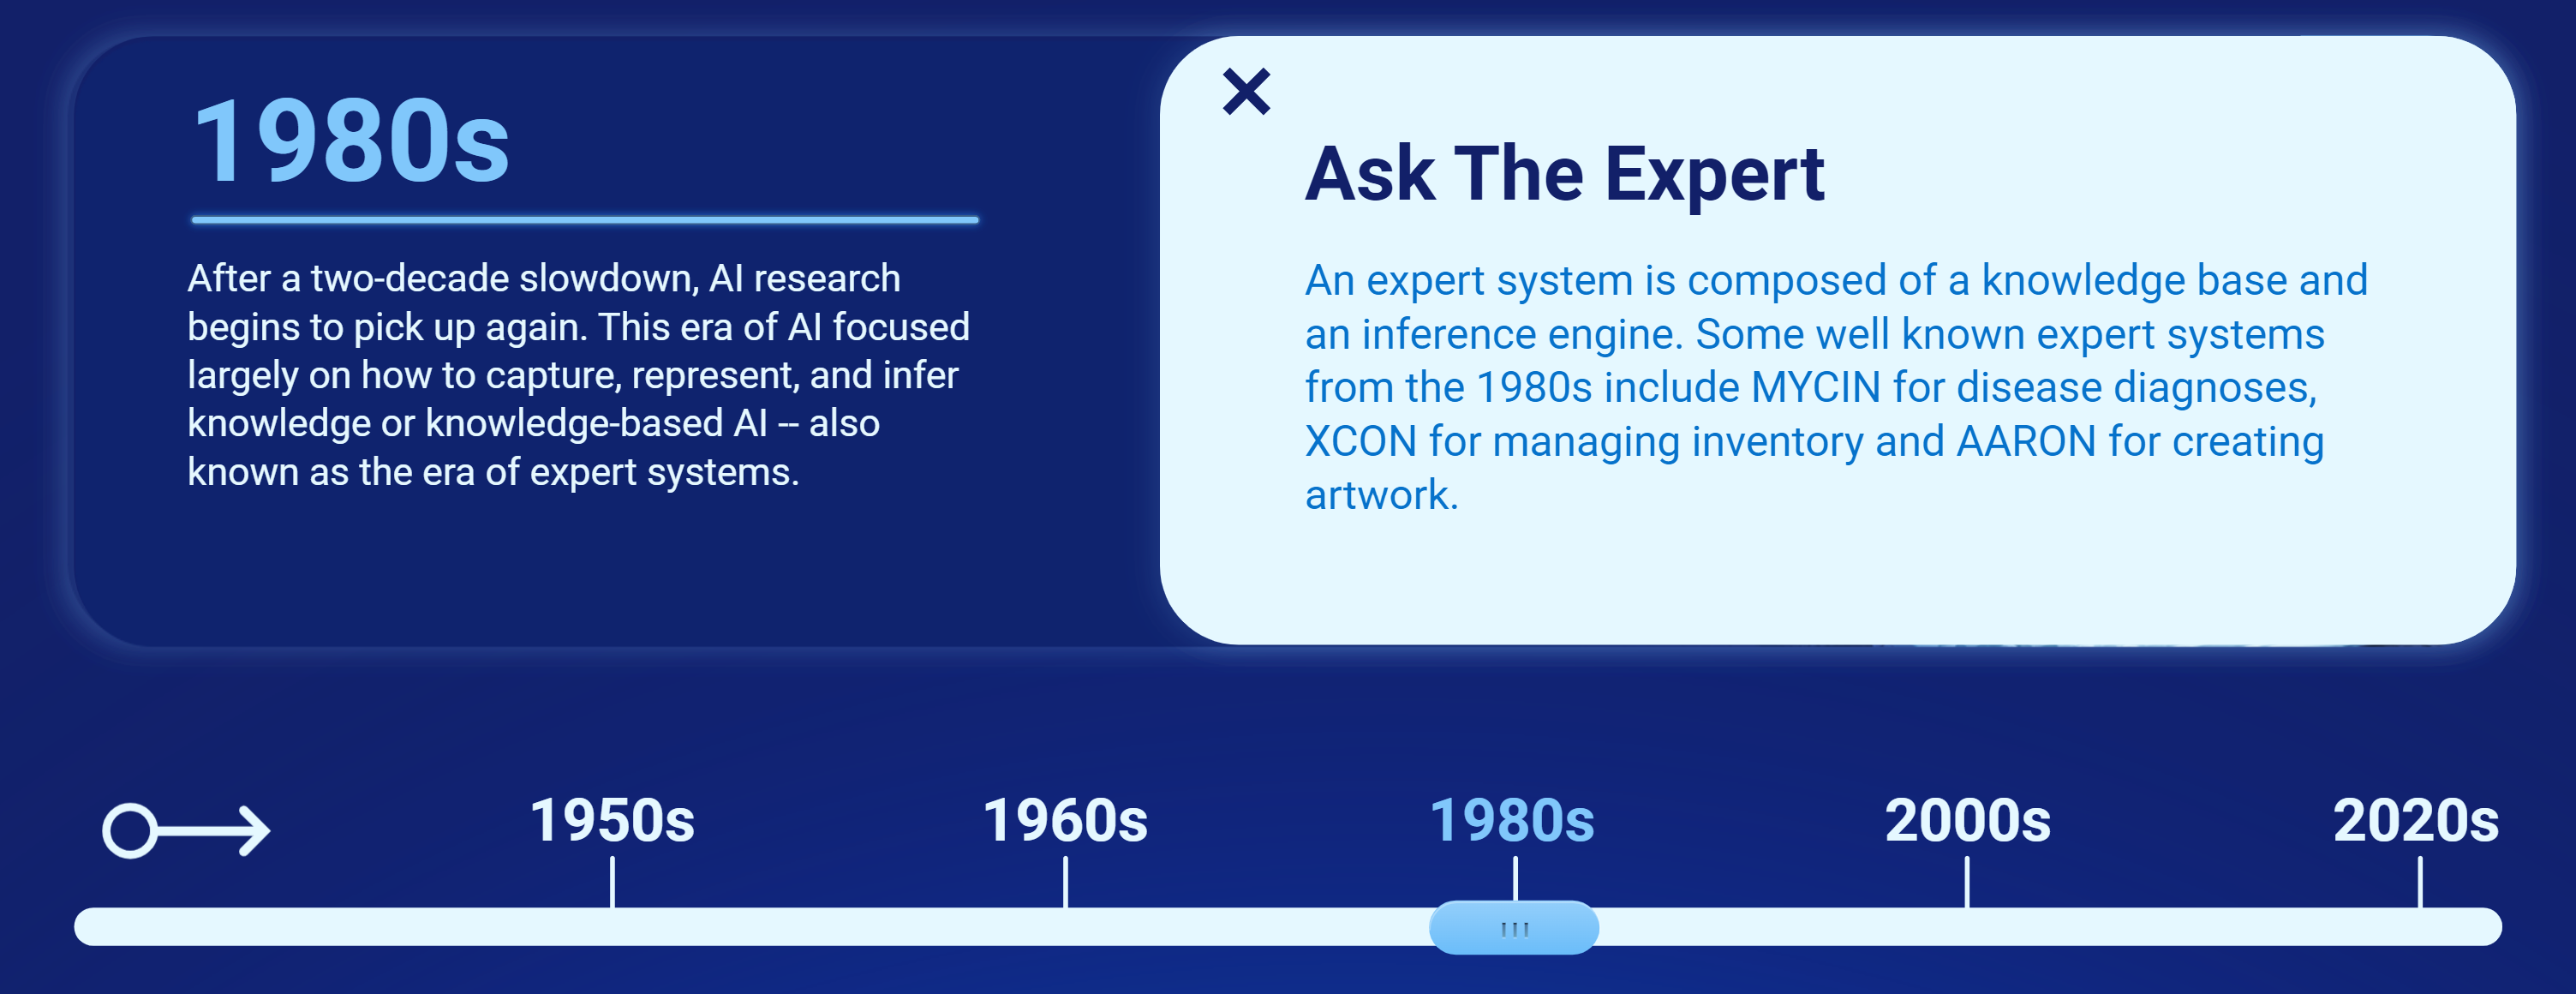 1980s
After a two-decade slowdown, AI research
begins to pick up again. This era of AI focused
largely on how to capture, represent, and infer
knowledge or knowledge-based AI -- also
known as the era of expert systems.
Ask The Expert
An expert system is composed of a knowledge base and
an inference engine. Some well known expert systems
from the 1980s include MYCIN for disease diagnoses,
XCON for managing inventory and AARON for creating
artwork.
1950s
1960s
1980s
2000s
2020s